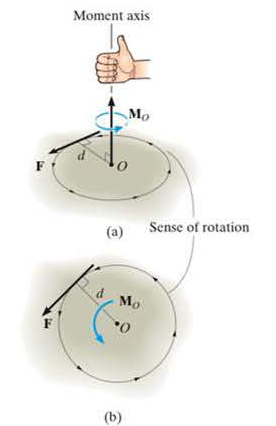 Moment axis
M_O
d
F
O
(a)
Sense of rotation
d
M_O
F
O
(b)